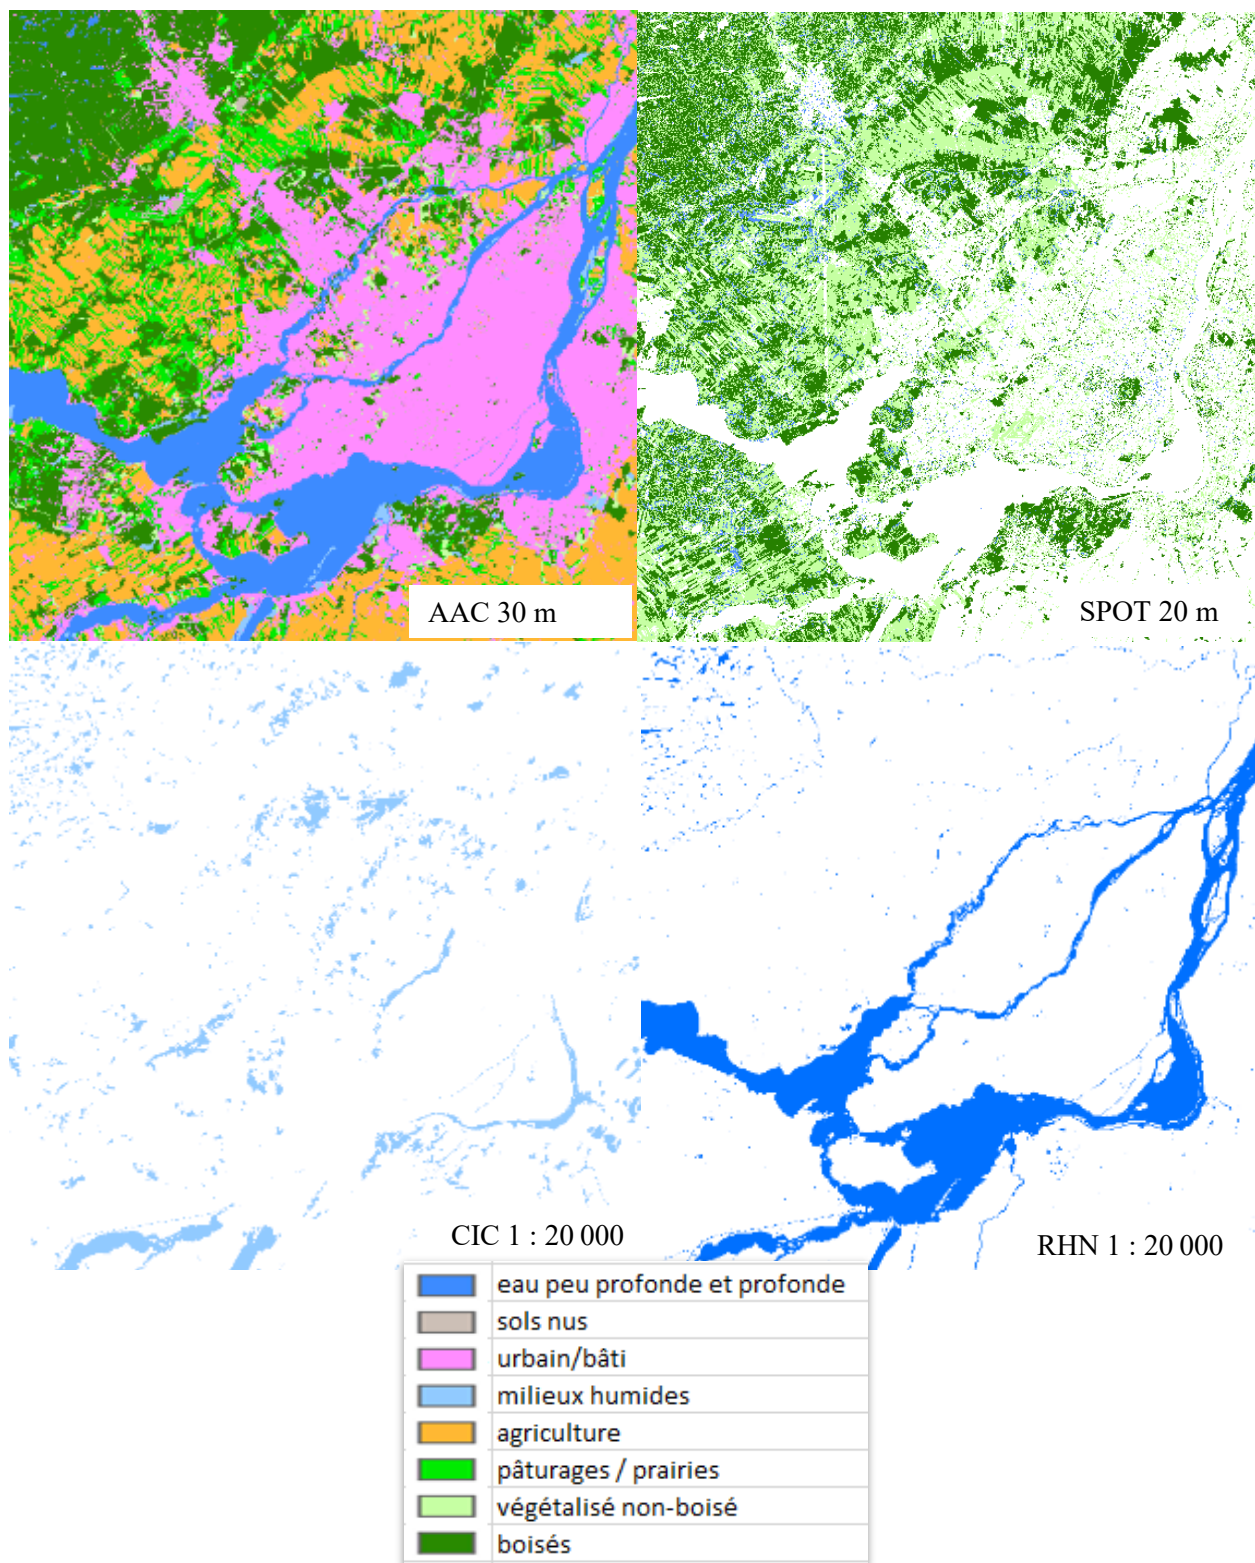 AAC 30 m
SPOT 20 m
CIC 1 : 20 000
RHN 1 : 20 000
eau peu profonde et profonde
sols nus
urbain/bâti
milieux humides
agriculture
pâturages / prairies
végétalisé non-boisé
boisés